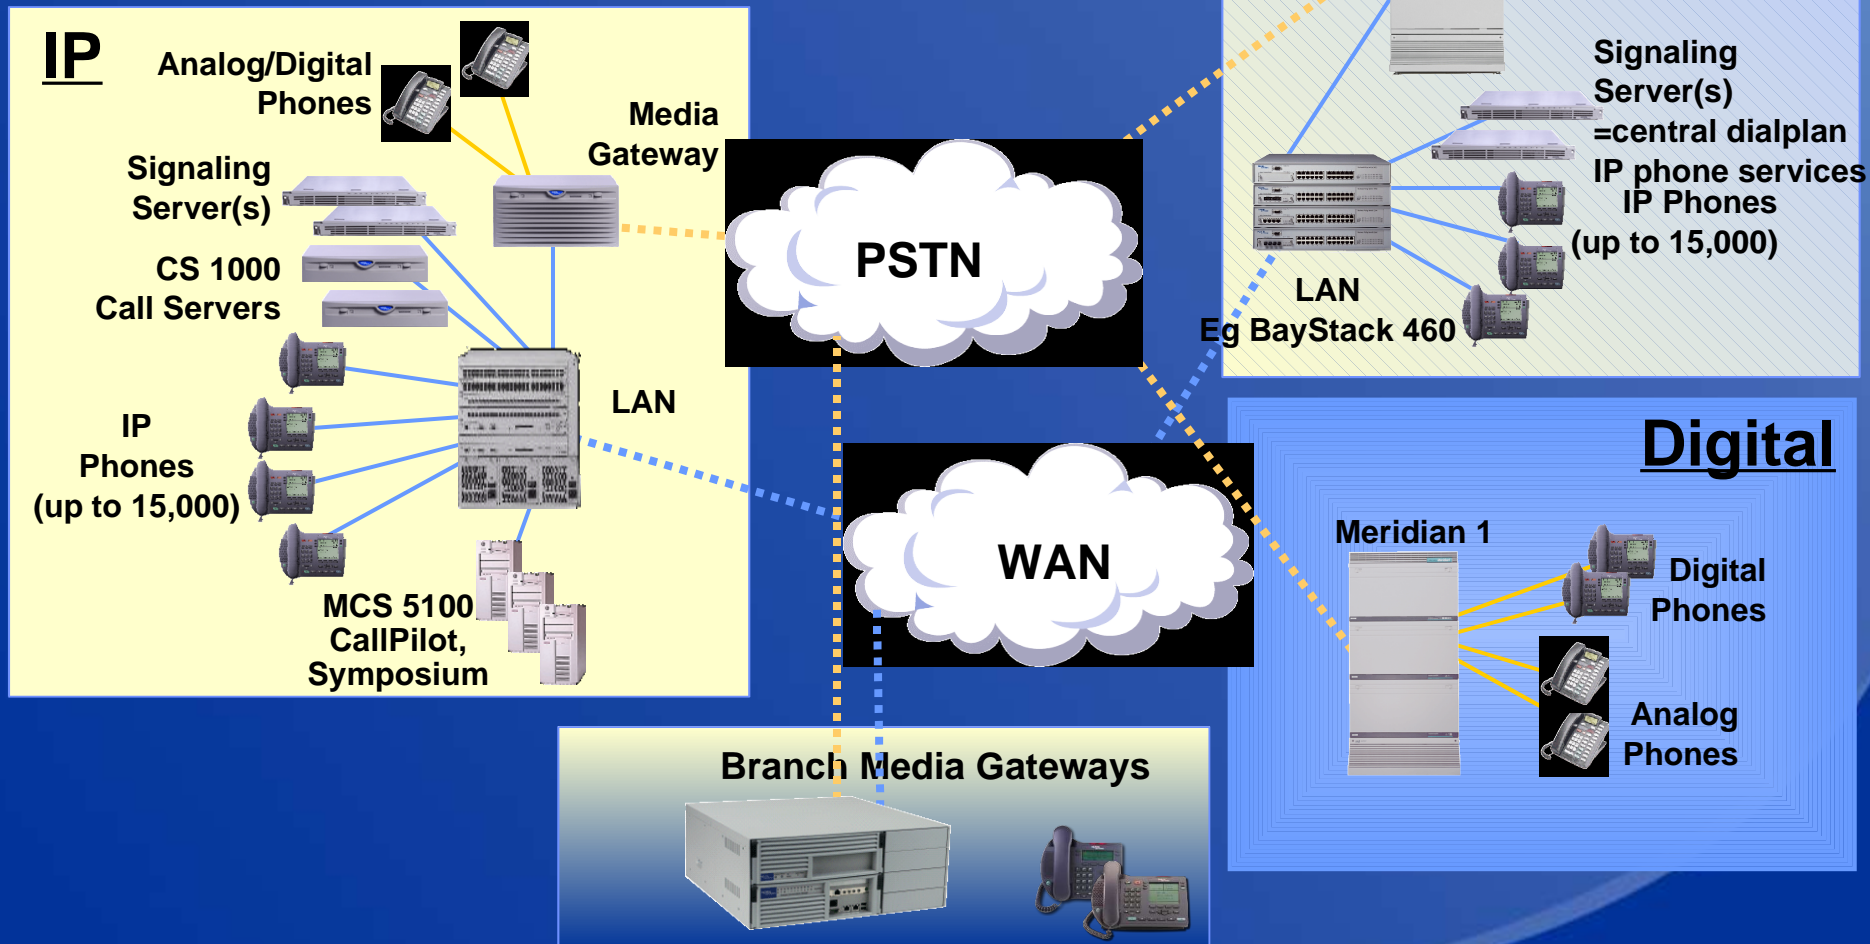 IP
Analog/Digital
Phones
Media
Gateway
Signaling
Server(s)
CS 1000
Call Servers
LAN
IP
Phones
(up to 15,000)
MCS 5100
CallPilot,
Symposium
PSTN
WAN
Signaling
Server(s)
=central dialplan
IP phone services
IP Phones
(up to 15,000)
LAN
Eg BayStack 460
Digital
Meridian 1
Digital
Phones
Analog
Phones
Branch Media Gateways